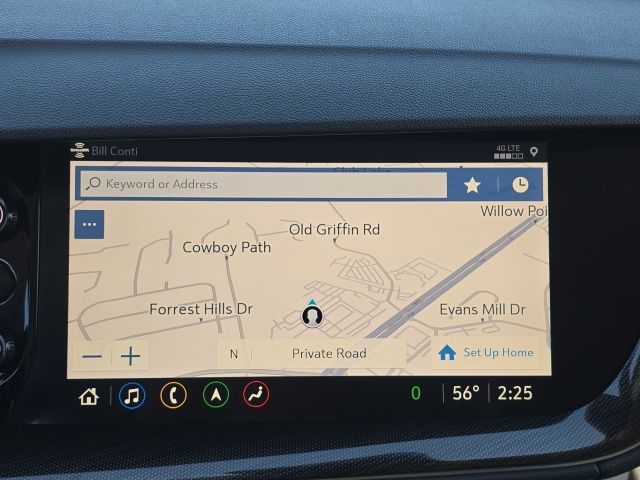 Bill Conti
4G LTE
Keyword or Address
Willow Poi
Old Griffin Rd
Cowboy Path
Forrest Hills Dr
Evans Mill Dr
N
Private Road
Set Up Home
0
56°
2:25